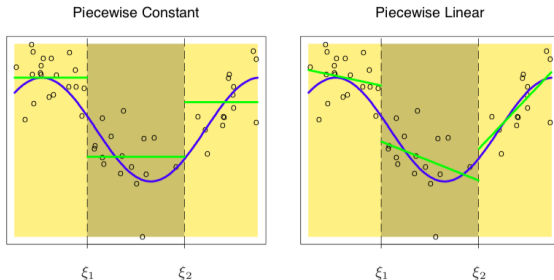 Piecewise Constant
Piecewise Linear
ξ₁ ξ₂
ξ₁ ξ₂